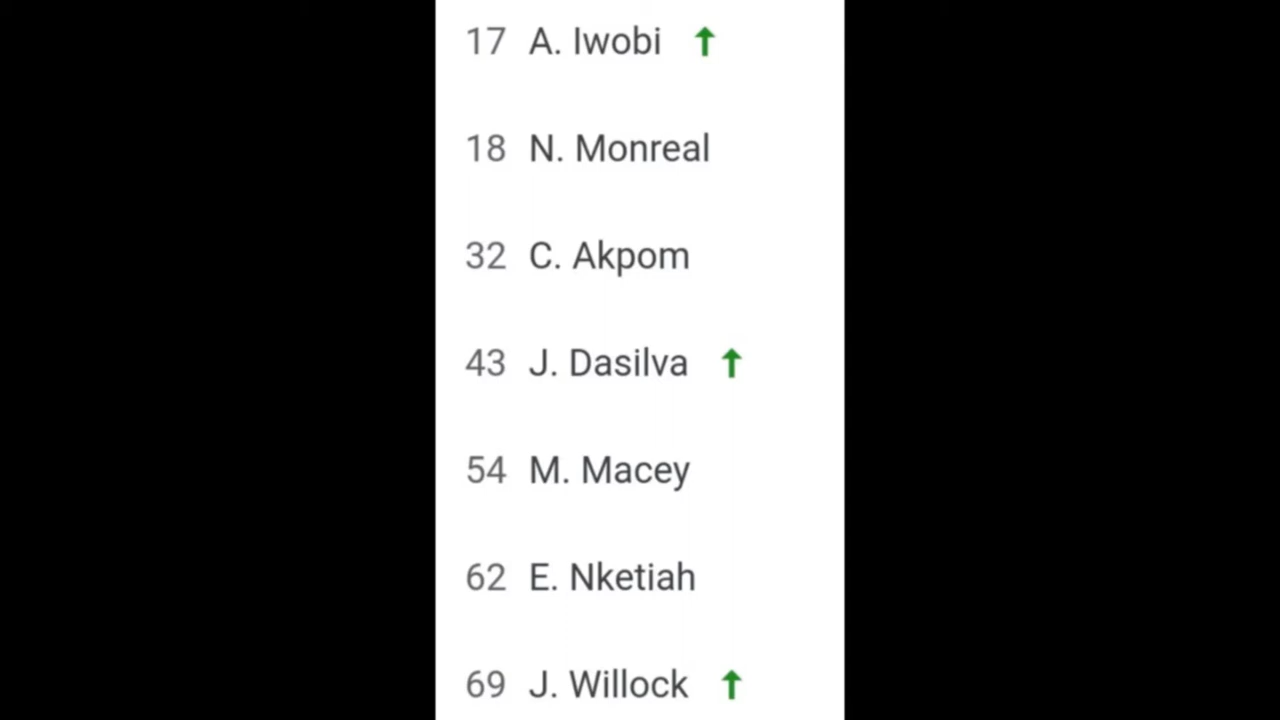 17 A. Iwobi
18 N. Monreal
32 C. Akpom
43 J. Dasilva
54 M. Macey
62 E. Nketiah
69 J. Willock